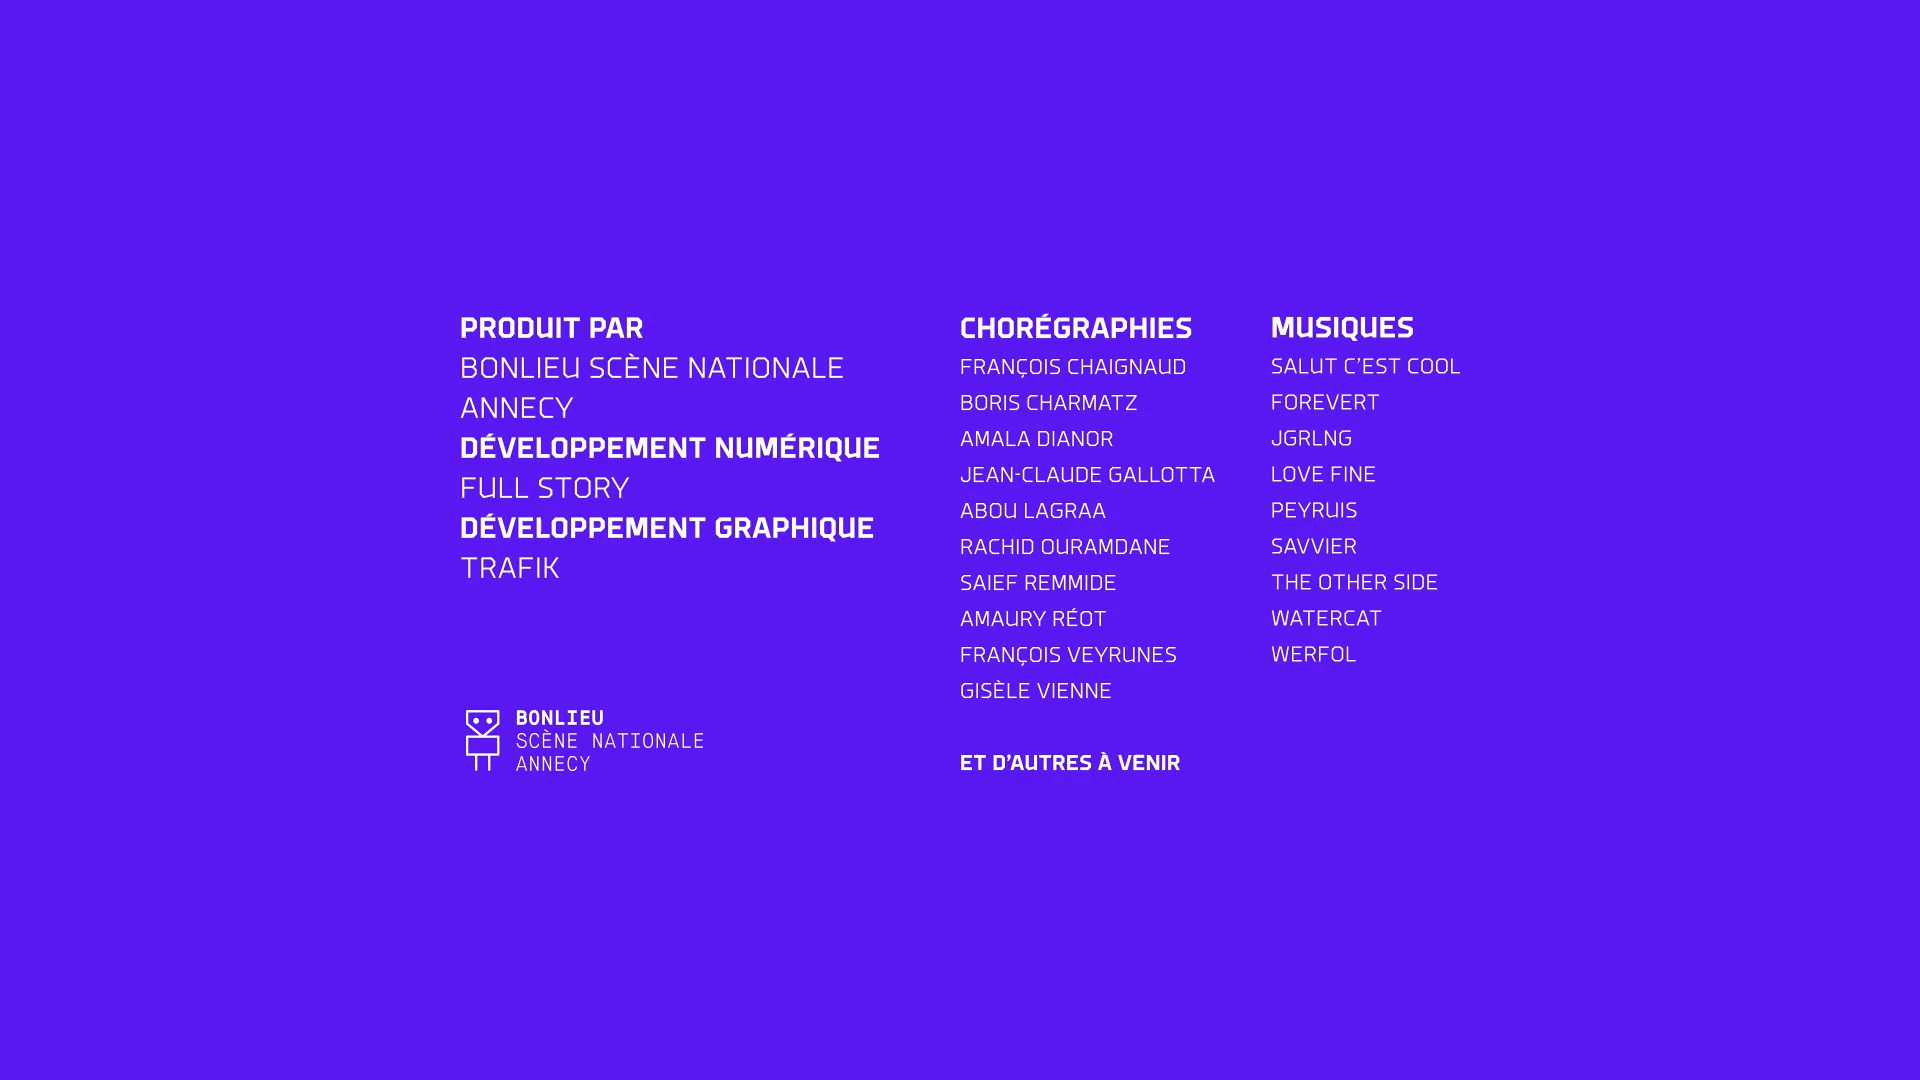 PRODUIT PAR
BONLIEU SCÈNE NATIONALE
ANNECY
DÉVELOPPEMENT NUMÉRIQUE
FULL STORY
DÉVELOPPEMENT GRAPHIQUE
TRAFIK
BONLIEU
SCÈNE NATIONALE
ANNECY
CHORÉGRAPHIES
FRANÇOIS CHAIGNAUD
BORIS CHARMATZ
AMALA DIANOR
JEAN-CLAUDE GALLOTTA
ABOU LAGRAA
RACHID OURAMDANE
SAIEF REMMIDE
AMAURY RÉOT
FRANÇOIS VEYRUNES
GISÈLE VIENNE
ET D’AUTRES À VENIR
MUSIQUES
SALUT C’EST COOL
FOREVERT
JGRLNG
LOVE FINE
PEYRUIS
SAVVIER
THE OTHER SIDE
WATERCAT
WERFOL